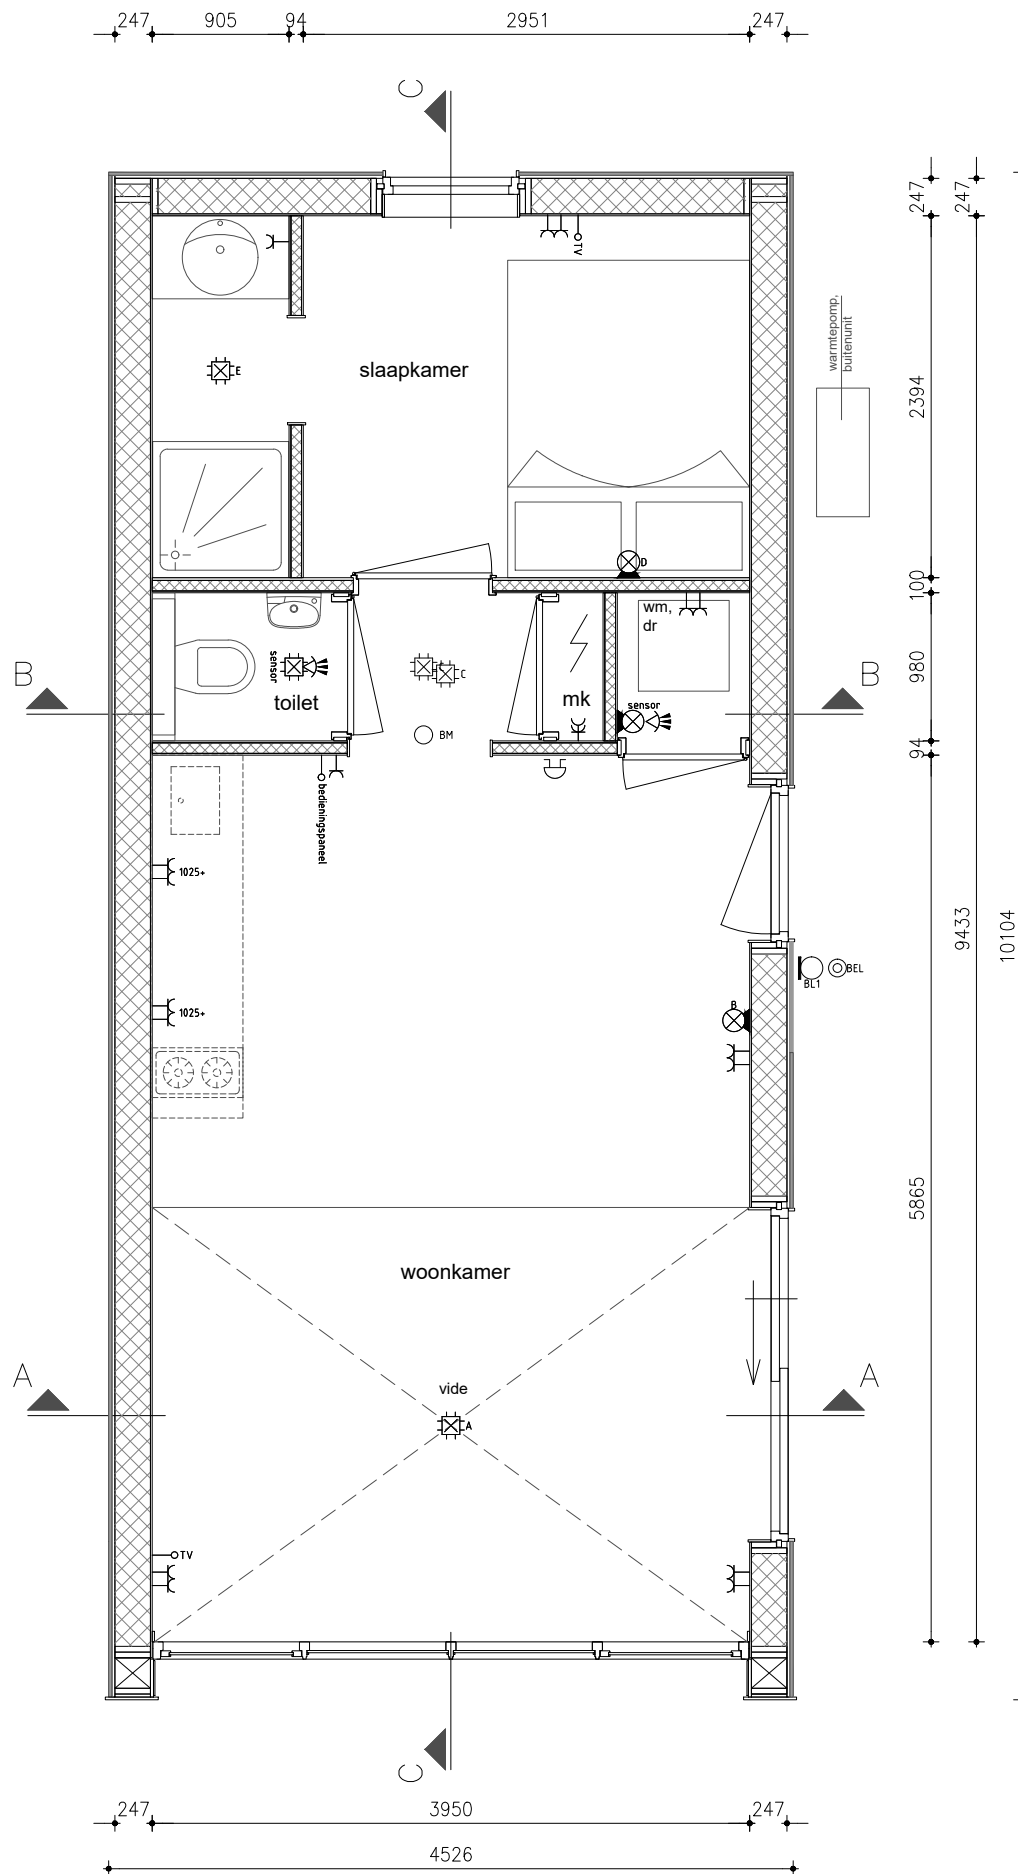 247 905 94 2951 247
C
247
247
TV
E
slaapkamer
warmtepomp,
buitenunit
2394
D
100
wm,
dr
sensor
toilet
C
mk
sensor
980
B
B
BM
94
bedieningspaneel
1025+
9433
10104
BEL
BL1
1025+
B
5865
woonkamer
A
A
vide
A
TV
C
247 3950 247
4526